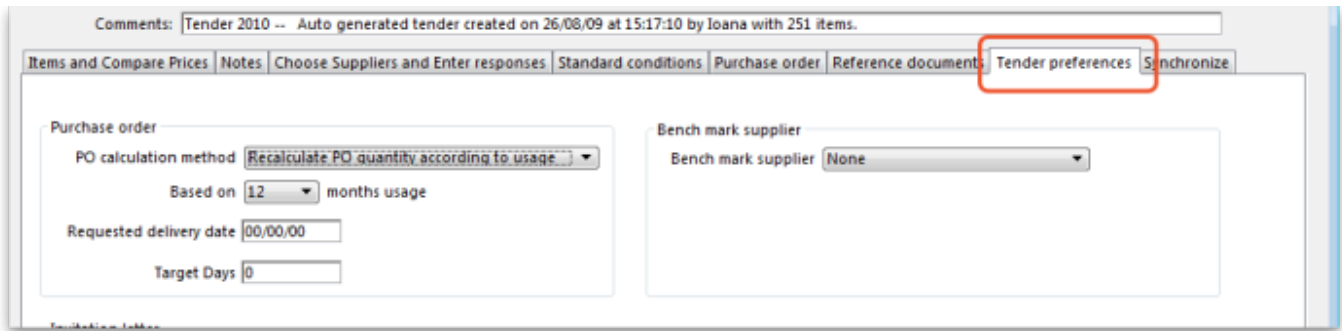 Comments: Tender 2010 -- Auto generated tender created on 26/08/09 at 15:17:10 by Ioana with 251 items.
Items and Compare Prices Notes Choose Suppliers and Enter responses Standard conditions Purchase order Reference documents Tender preferences Synchronize
Purchase order
PO calculation method Recalculate PO quantity according to usage
Based on 12 months usage
Requested delivery date 00/00/00
Target Days 0
Bench mark supplier
Bench mark supplier None
Invitation letter